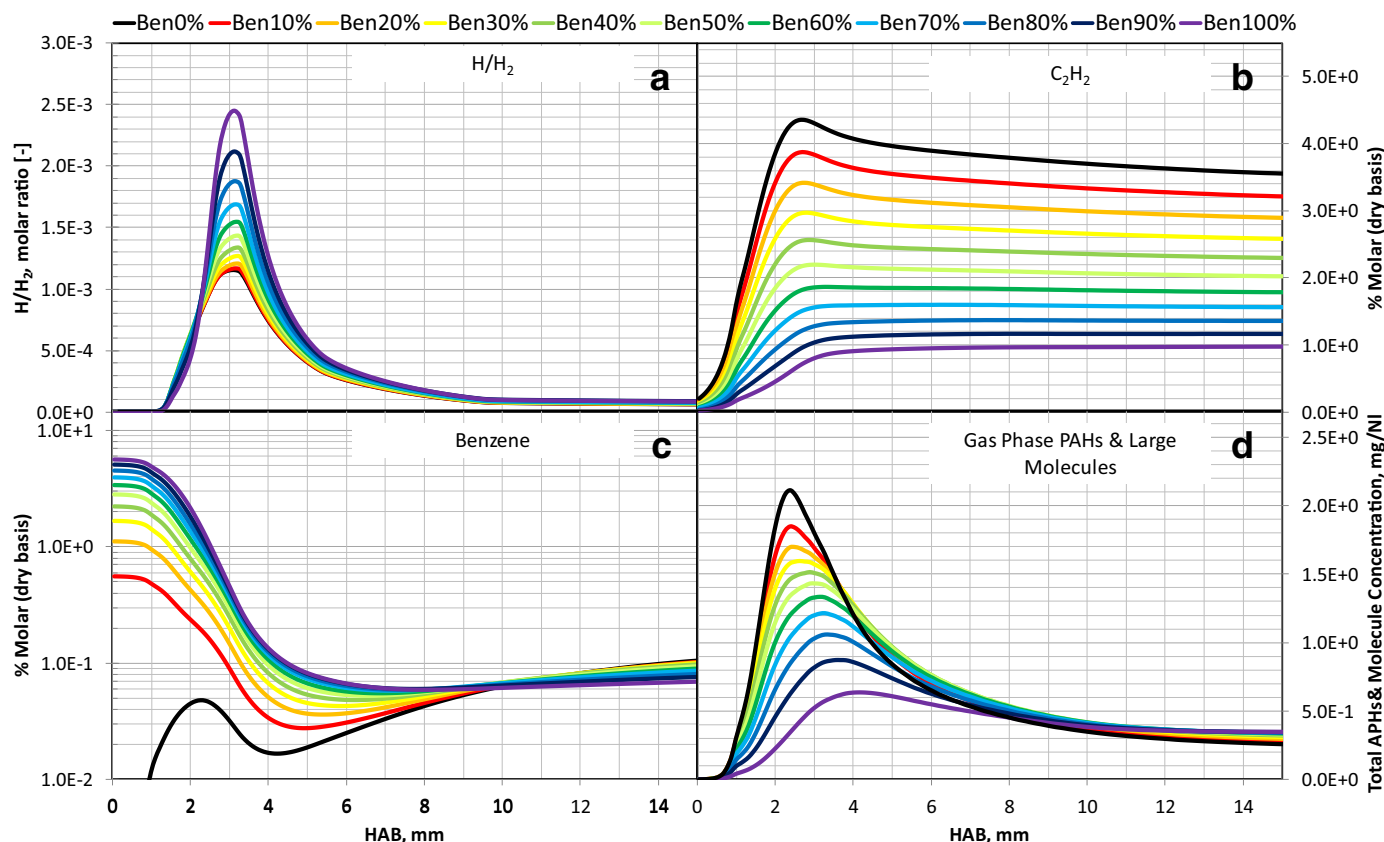 Ben0% Ben10% Ben20% Ben30% Ben40% Ben50% Ben60% Ben70% Ben80% Ben90% Ben100%
H/H2
a
3.0E-3
2.5E-3
2.0E-3
1.5E-3
1.0E-3
5.0E-4
0.0E+0
H/H2, molar ratio [-]
C2H2
b
5.0E+0
4.0E+0
3.0E+0
2.0E+0
1.0E+0
0.0E+0
% Molar (dry basis)
Benzene
c
1.0E+1
1.0E+0
1.0E-1
1.0E-2
% Molar (dry basis)
0 2 4 6 8 10 12 14
HAB, mm
Gas Phase PAHs & Large
Molecules
d
2.5E+0
2.0E+0
1.5E+0
1.0E+0
5.0E-1
0.0E+0
Total APHs& Molecule Concentration, mg/Nl
0 2 4 6 8 10 12 14
HAB, mm